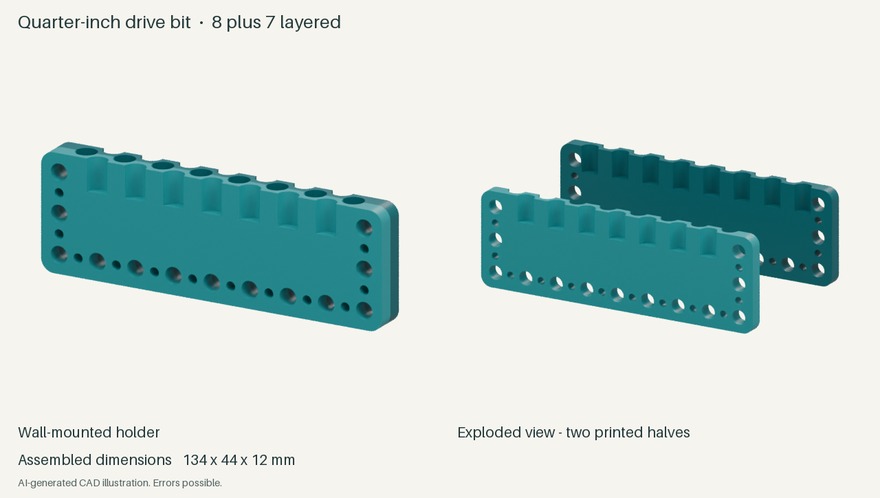 Quarter-inch drive bit · 8 plus 7 layered
Wall-mounted holder
Exploded view - two printed halves
Assembled dimensions 134 x 44 x 12 mm
AI-generated CAD illustration. Errors possible.